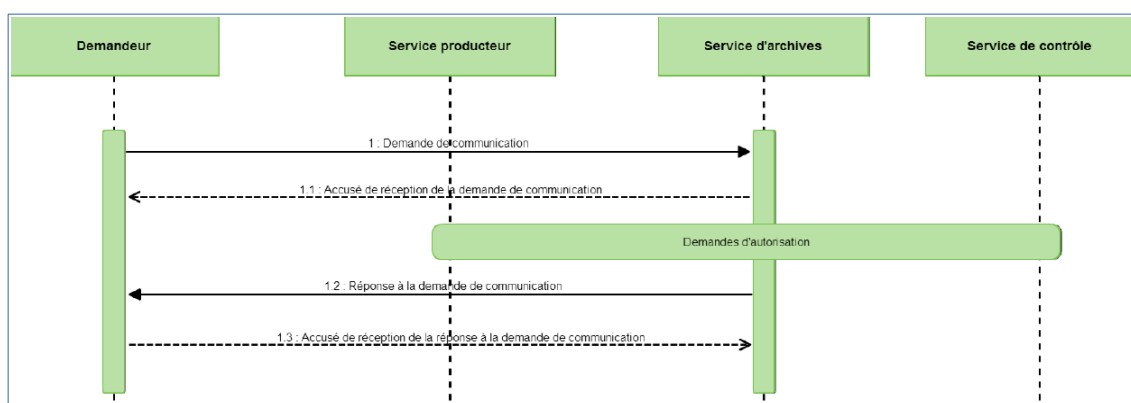 Demandeur
Service producteur
Service d'archives
Service de contrôle
1 : Demande de communication
1.1 : Accusé de réception de la demande de communication
Demandes d'autorisation
1.2 : Réponse à la demande de communication
1.3 : Accusé de réception de la réponse à la demande de communication